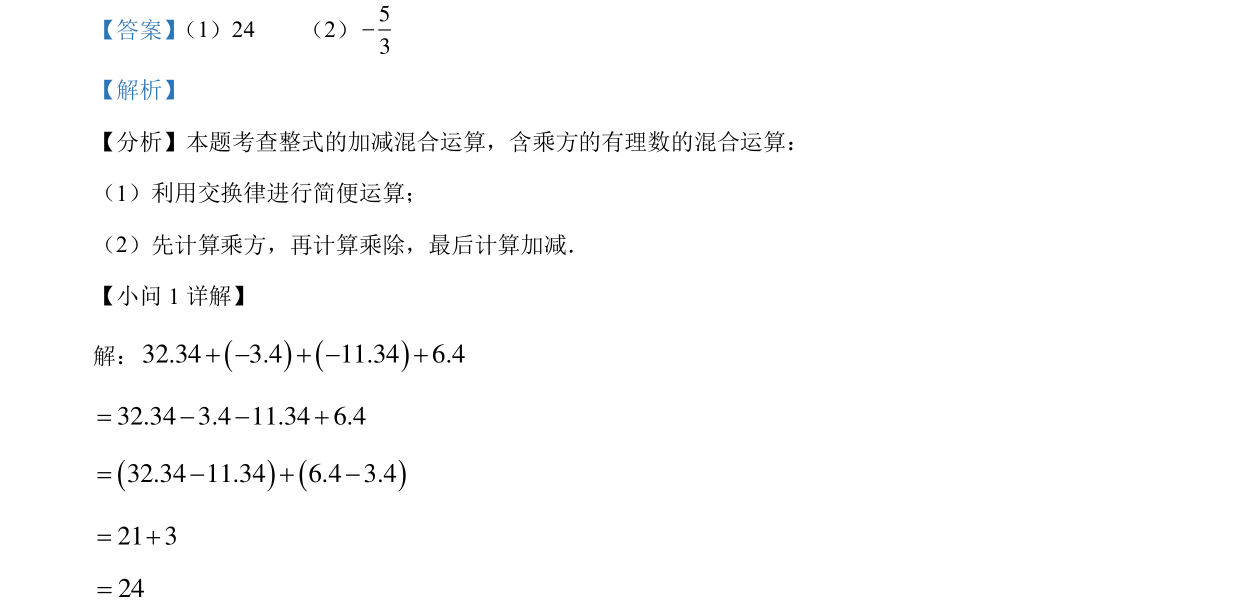 【答案】（1）24 （2）−5/3
【解析】
【分析】本题考查整式的加减混合运算，含乘方的有理数的混合运算：
（1）利用交换律进行简便运算；
（2）先计算乘方，再计算乘除，最后计算加减．
【小问 1 详解】
解：32.34+(−3.4)+(−11.34)+6.4
=32.34−3.4−11.34+6.4
=(32.34−11.34)+(6.4−3.4)
=21+3
=24